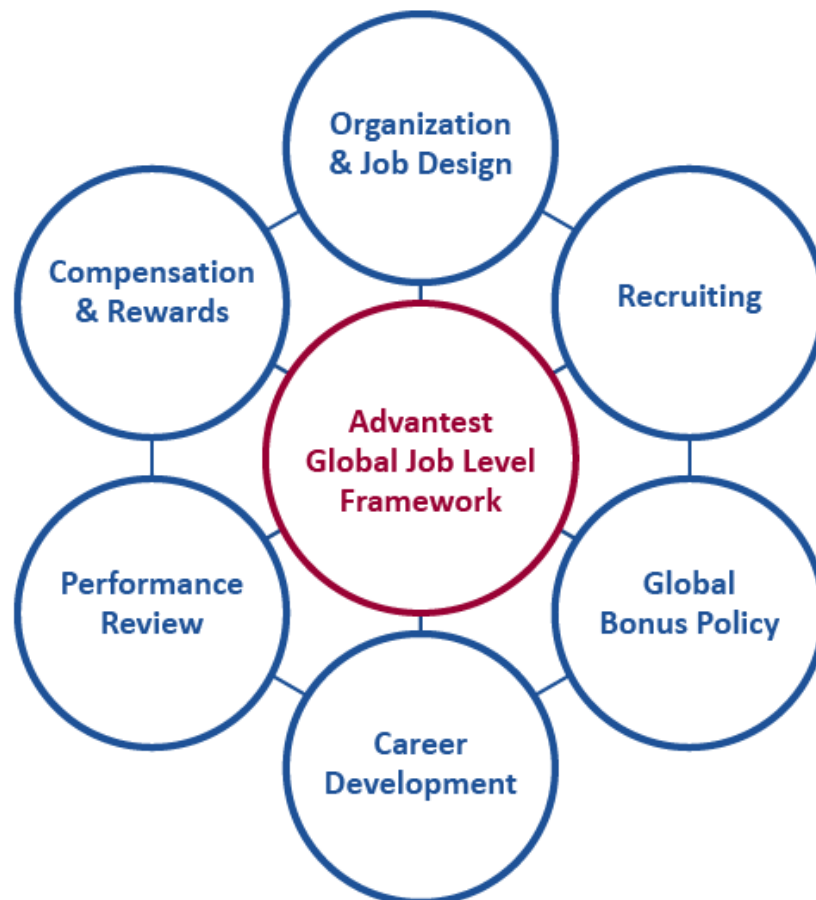 Organization
& Job Design
Compensation
& Rewards
Recruiting
Advantest
Global Job Level
Framework
Performance
Review
Global
Bonus Policy
Career
Development